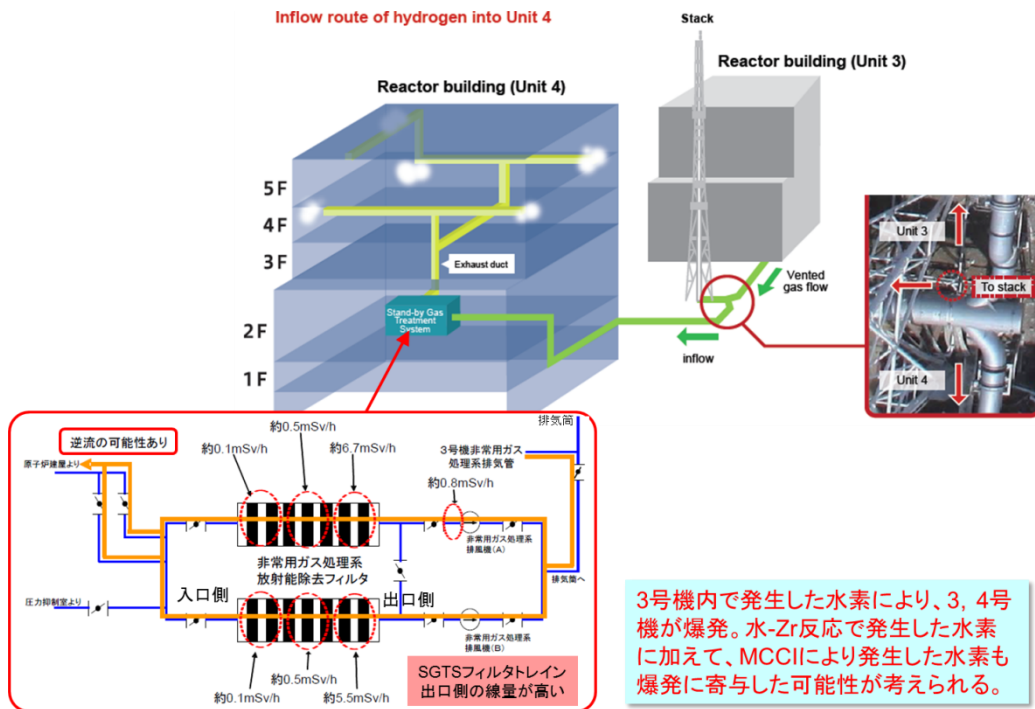 Inflow route of hydrogen into Unit 4
Stack
Reactor building (Unit 3)
Reactor building (Unit 4)
5F
4F
3F
2F
1F
Exhaust duct
Stand-by Gas
Treatment
System
Vented
gas flow
inflow
Unit 3
To stack
Unit 4
逆流の可能性あり
原子炉建屋より
圧力抑制室より
約0.1mSv/h
約0.5mSv/h
約6.7mSv/h
排気筒
3号機非常用ガス
処理系排気管
約0.8mSv/h
非常用ガス処理系
排風機(A)
非常用ガス処理系
放射能除去フィルタ
入口側
出口側
排気筒へ
非常用ガス処理系
排風機(B)
約0.1mSv/h
約0.5mSv/h
約5.5mSv/h
SGTSフィルタトレイン
出口側の線量が高い
3号機内で発生した水素により、3, 4号
機が爆発。水-Zr反応で発生した水素
に加えて、MCCIにより発生した水素も
爆発に寄与した可能性が考えられる。